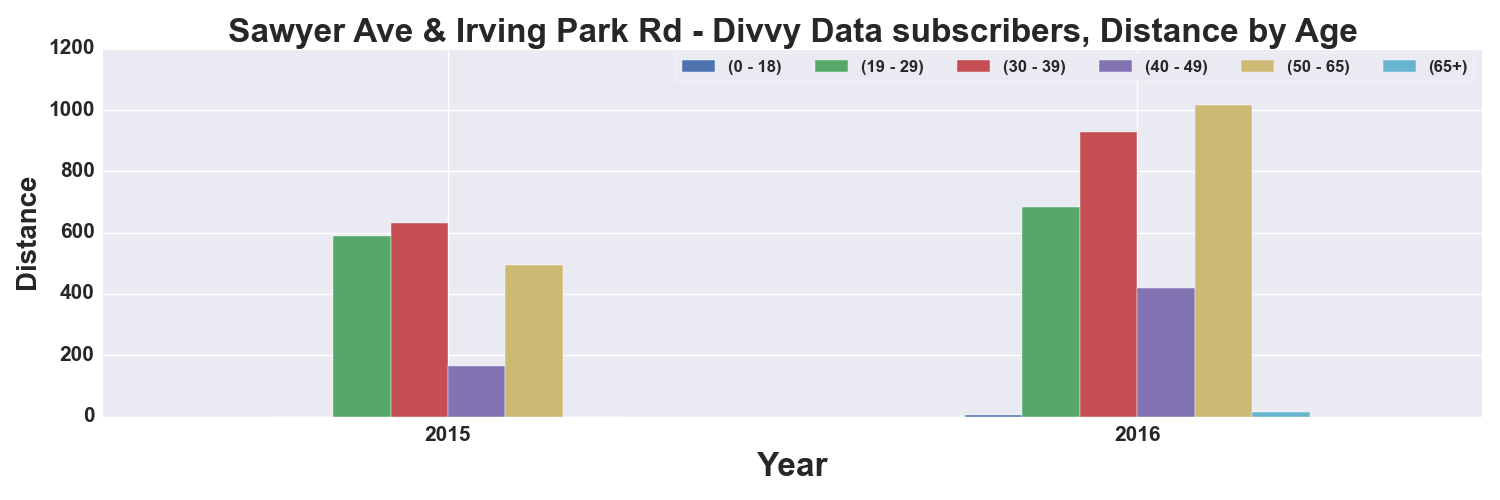 Sawyer Ave & Irving Park Rd - Divvy Data subscribers, Distance by Age
(0 - 18) (19 - 29) (30 - 39) (40 - 49) (50 - 65) (65+)
Distance
1200
1000
800
600
400
200
0
2015 2016
Year